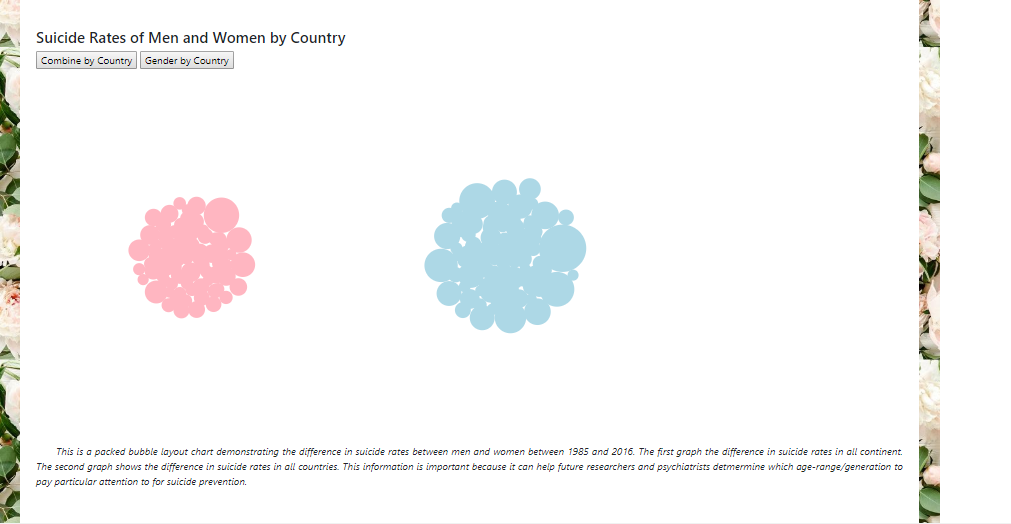 Suicide Rates of Men and Women by Country
Combine by Country Gender by Country
This is a packed bubble layout chart demonstrating the difference in suicide rates between men and women between 1985 and 2016. The first graph the difference in suicide rates in all continent.
The second graph shows the difference in suicide rates in all countries. This information is important because it can help future researchers and psychiatrists detmermine which age-range/generation to
pay particular attention to for suicide prevention.